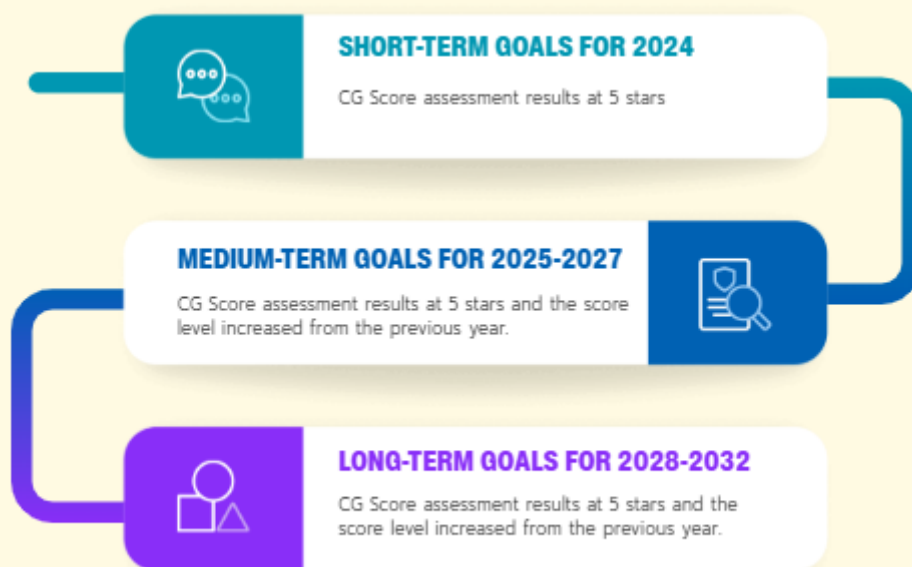 SHORT-TERM GOALS FOR 2024
CG Score assessment results at 5 stars
MEDIUM-TERM GOALS FOR 2025-2027
CG Score assessment results at 5 stars and the score
level increased from the previous year.
LONG-TERM GOALS FOR 2028-2032
CG Score assessment results at 5 stars and the
score level increased from the previous year.